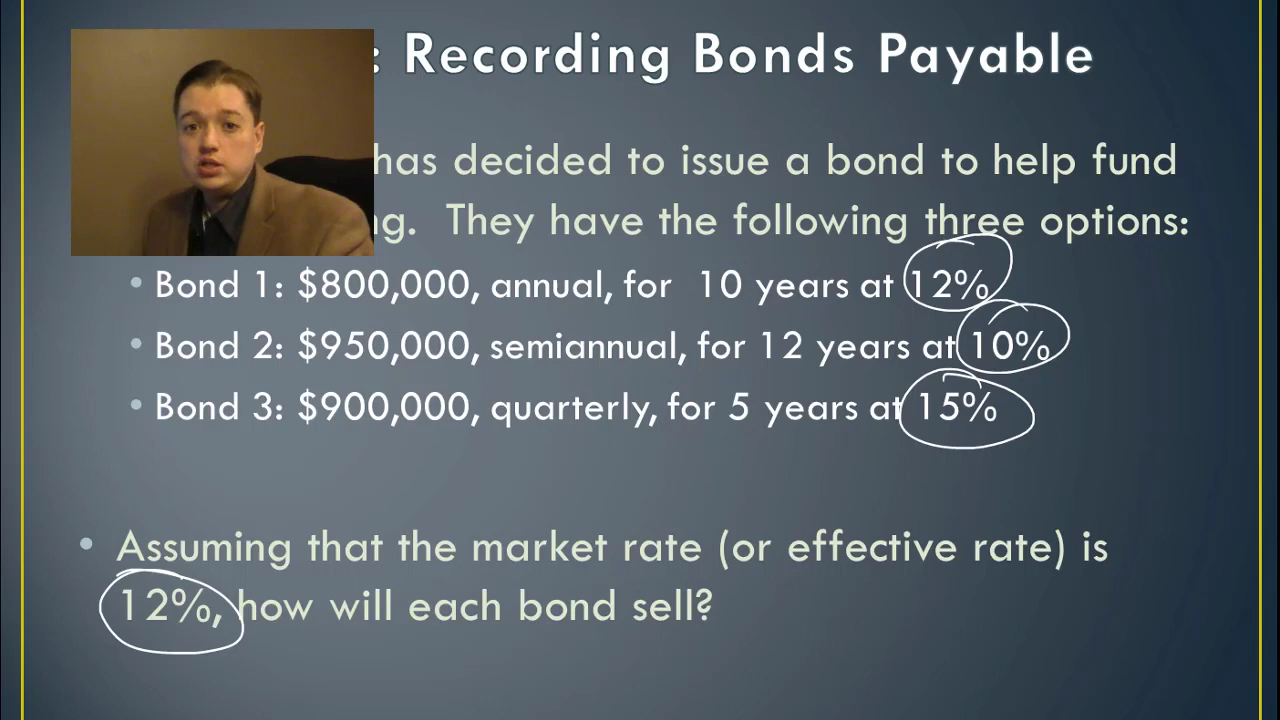 : Recording Bonds Payable
has decided to issue a bond to help fund
g. They have the following three options:
• Bond 1: $800,000, annual, for 10 years at 12%
• Bond 2: $950,000, semiannual, for 12 years at 10%
• Bond 3: $900,000, quarterly, for 5 years at 15%
• Assuming that the market rate (or effective rate) is
12%, how will each bond sell?